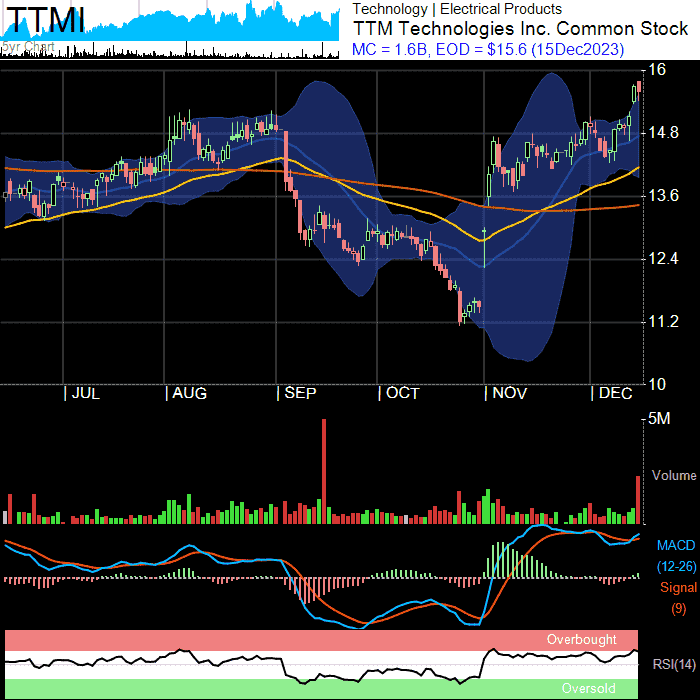 TTMI
5yr Chart
Technology | Electrical Products
TTM Technologies Inc. Common Stock
MC = 1.6B, EOD = $15.6 (15Dec2023)
16
14.8
13.6
12.4
11.2
10
| JUL
| AUG
| SEP
| OCT
| NOV
| DEC
5M
Volume
MACD
(12-26)
Signal
(9)
Overbought
RSI(14)
Oversold